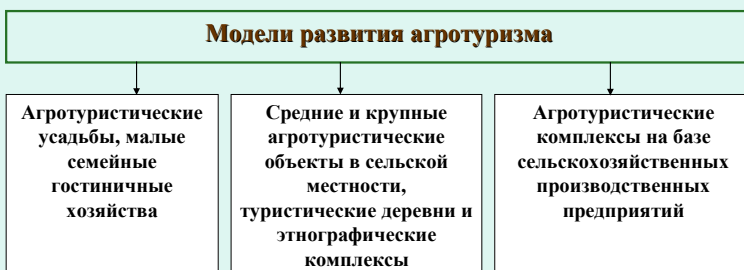 Модели развития агротуризма
Агротуристические
усадьбы, малые
семейные
гостиничные
хозяйства
Средние и крупные
агротуристические
объекты в сельской
местности,
туристические деревни и
этнографические
комплексы
Агротуристические
комплексы на базе
сельскохозяйственных
производственных
предприятий